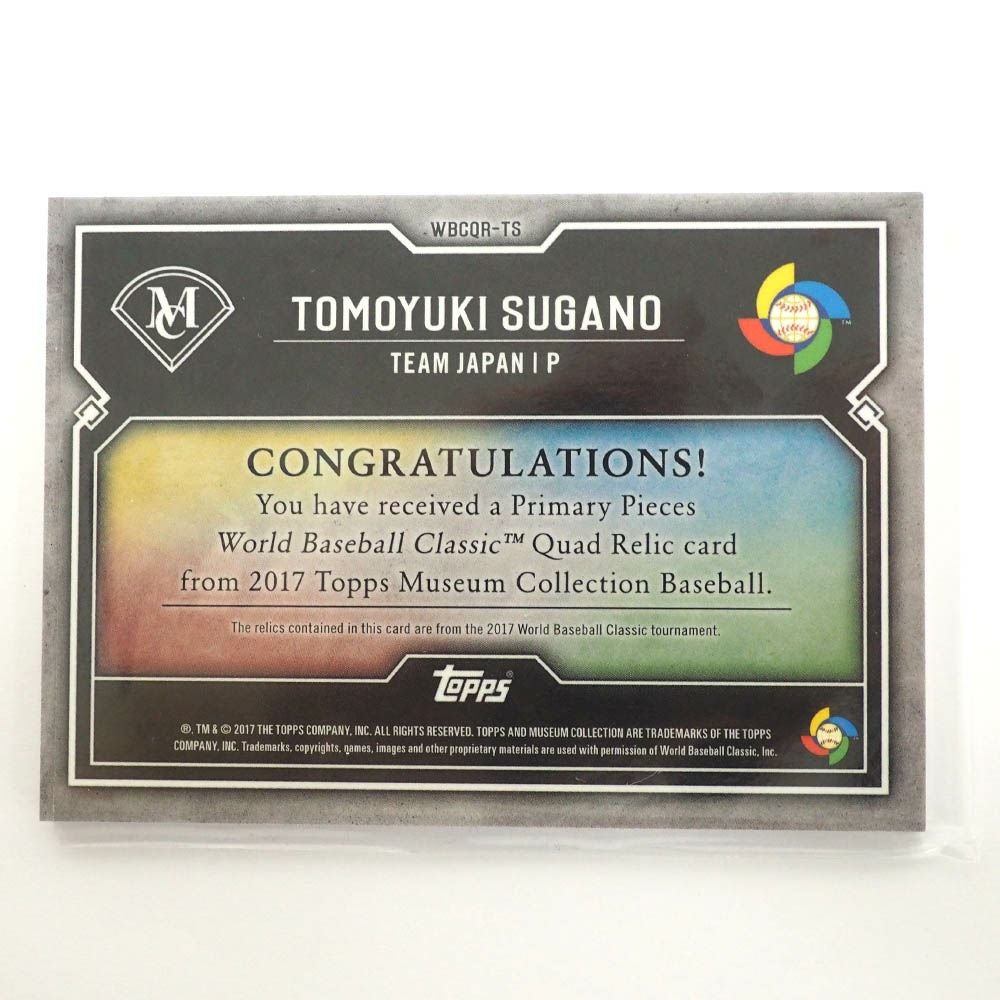 WBCQR-TS
MC
TOMOYUKI SUGANO
TM
TEAM JAPAN | P
CONGRATULATIONS!
You have received a Primary Pieces
World Baseball Classic™ Quad Relic card
from 2017 Topps Museum Collection Baseball.
The relics contained in this card are from the 2017 World Baseball Classic tournament.
topps®
®, TM & © 2017 THE TOPPS COMPANY, INC. ALL RIGHTS RESERVED. TOPPS AND MUSEUM COLLECTION ARE TRADEMARKS OF THE TOPPS
COMPANY, INC. Trademarks, copyrights, names, images and other proprietary materials are used with permission of World Baseball Classic, Inc.